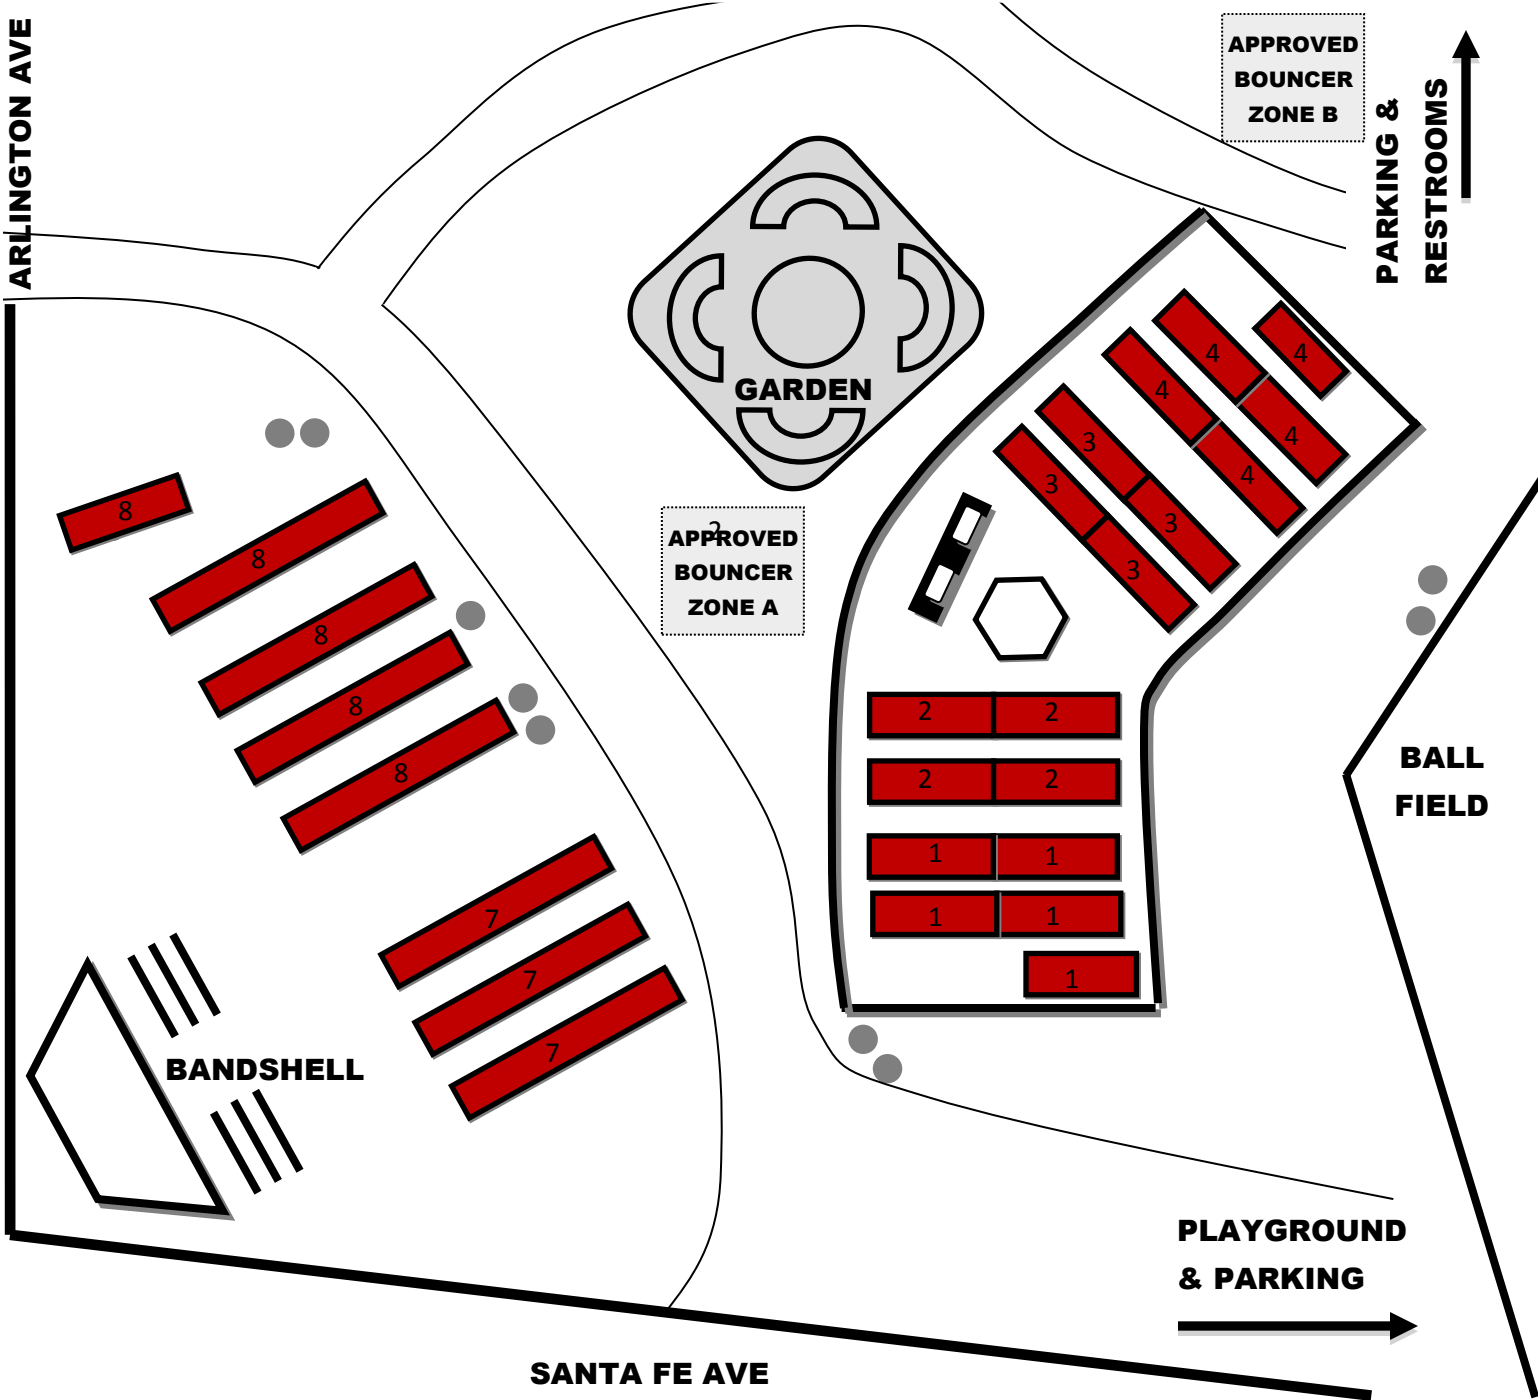 ARLINGTON AVE
APPROVED
BOUNCER
ZONE B
PARKING &
RESTROOMS
GARDEN
4
4
4
4
4
3
3
3
3
2
APPROVED
BOUNCER
ZONE A
8
8
8
8
8
2 2
2 2
1 1
1 1
1
BALL
FIELD
7
7
7
BANDSHELL
PLAYGROUND
& PARKING
SANTA FE AVE